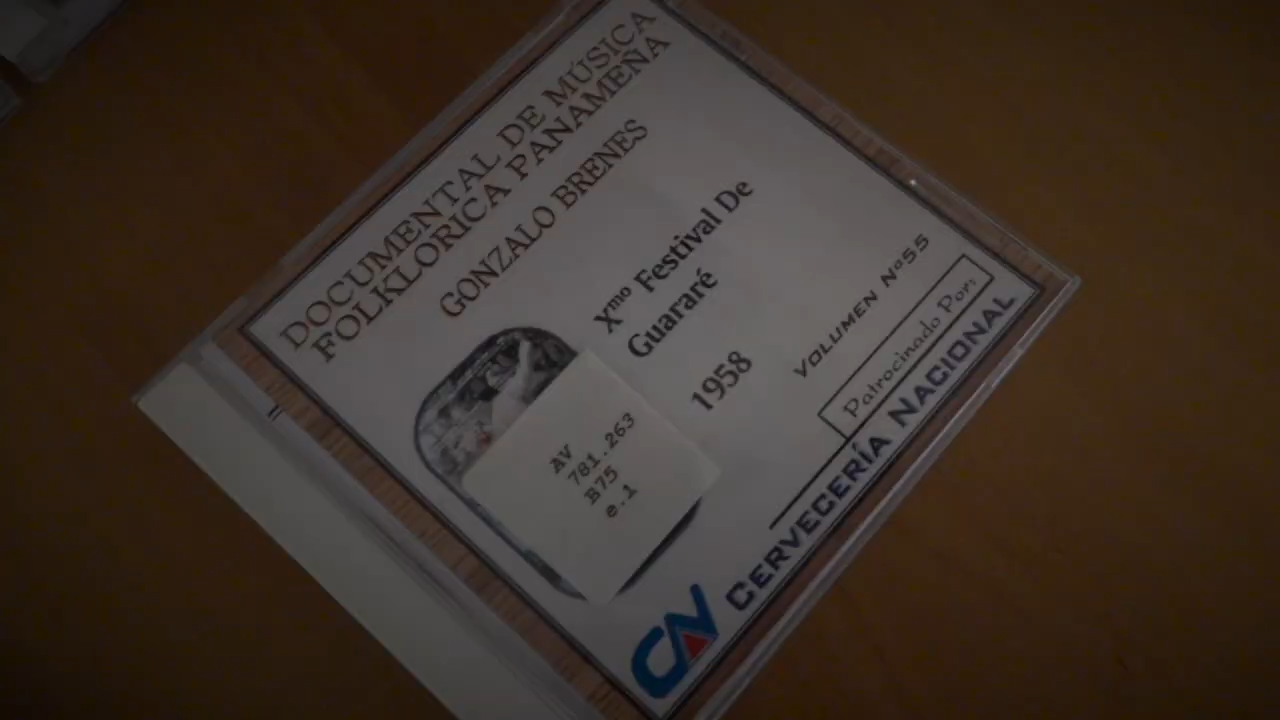 DOCUMENTAL DE MÚSICA
FOLKLORICA PANAMEÑA
GONZALO BRENES
Xmo Festival De
Guararé
1958
VOLUMEN Nº55
Patrocinado Por:
CERVECERÍA NACIONAL
CN
AV
781.263
B75
e.1